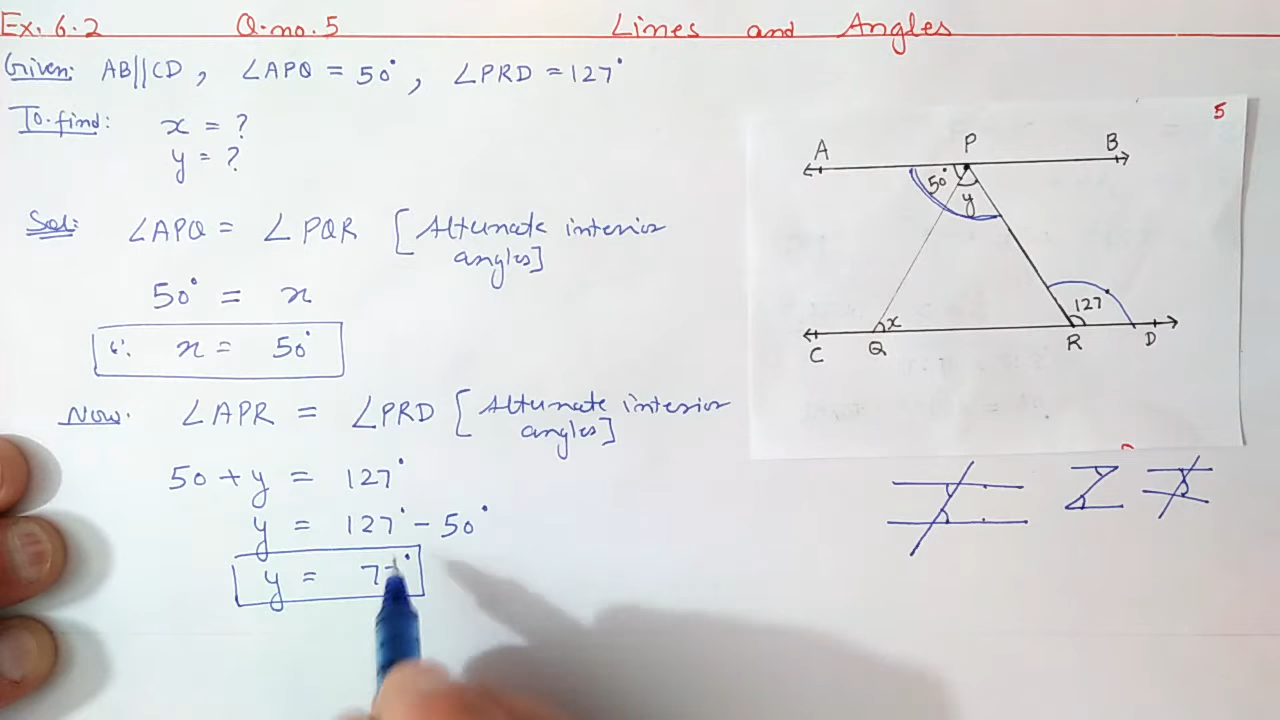 Ex. 6.2 Q.no.5 Lines and Angles
Given: AB||CD, ∠APQ = 50°, ∠PRD = 127°
To find: x = ?
y = ?
Sol: ∠APQ = ∠PQR [Alternate interior
angles]
50° = x
∴ x = 50°
Now. ∠APR = ∠PRD [Alternate interior
angles]
50 + y = 127°
y = 127° - 50°
y = 77°
5
A P B
50° y
x 127
C Q R D